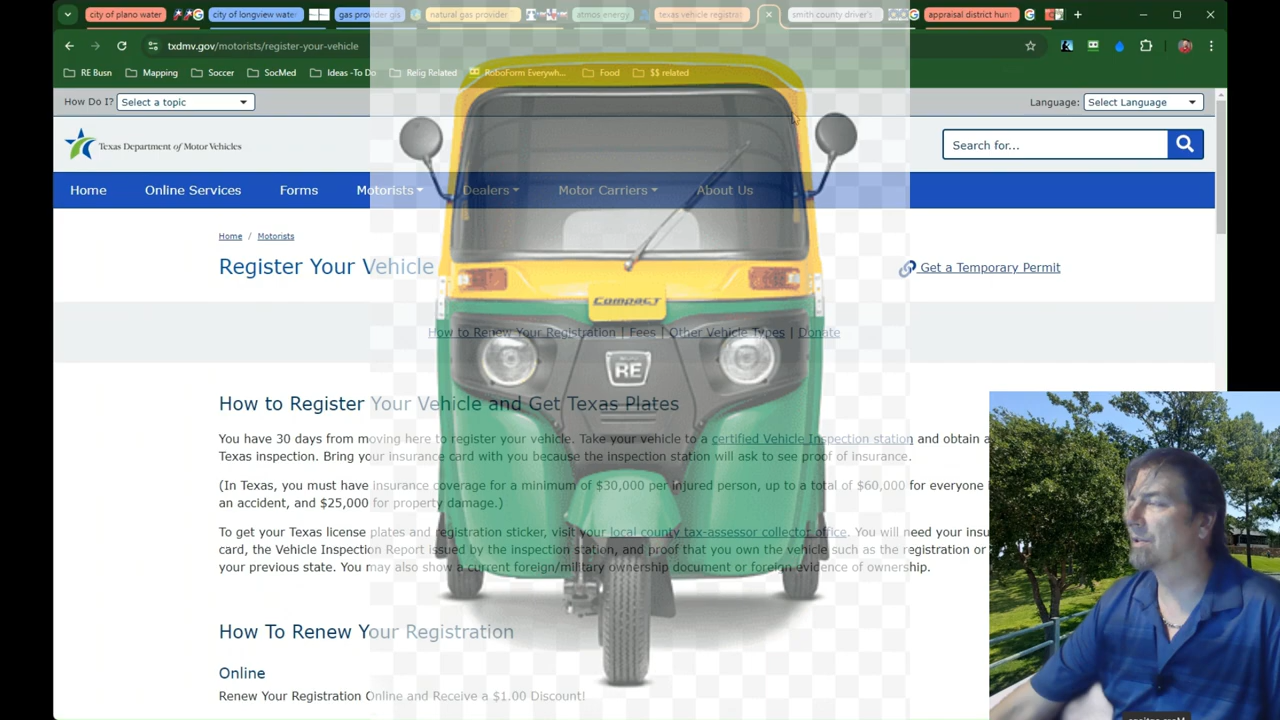 city of plano water
city of longview water
gas provider gis
natural gas provider
atmos energy
texas vehicle registrat
smith county driver's
appraisal district hunt
txdmv.gov/motorists/register-your-vehicle
RE Busn
Mapping
Soccer
SocMed
Ideas -To Do
Relig Related
RoboForm Everywh...
Food
$$ related
How Do I?
Select a topic
Language:
Select Language
Texas Department of Motor Vehicles
Search for...
Home
Online Services
Forms
Motorists
Dealers
Motor Carriers
About Us
Home / Motorists
Register Your Vehicle
Get a Temporary Permit
COMPACT
How to Renew Your Registration | Fees | Other Vehicle Types | Donate
RE
How to Register Your Vehicle and Get Texas Plates
You have 30 days from moving here to register your vehicle. Take your vehicle to a certified Vehicle Inspection station and obtain a
Texas inspection. Bring your insurance card with you because the inspection station will ask to see proof of insurance.
(In Texas, you must have insurance coverage for a minimum of $30,000 per injured person, up to a total of $60,000 for everyone
an accident, and $25,000 for property damage.)
To get your Texas license plates and registration sticker, visit your local county tax-assessor collector office. You will need your insu
card, the Vehicle Inspection Report issued by the inspection station, and proof that you own the vehicle such as the registration or
your previous state. You may also show a current foreign/military ownership document or foreign evidence of ownership.
How To Renew Your Registration
Online
Renew Your Registration Online and Receive a $1.00 Discount!